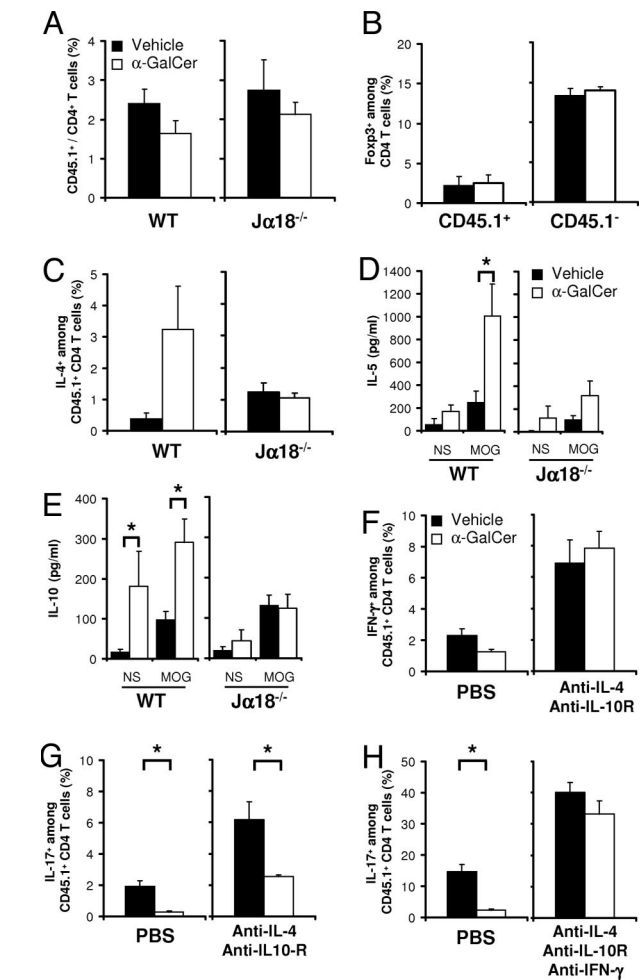 A
CD45.1⁺ / CD4⁺ T cells (%)
4
3
2
1
0
Vehicle
α-GalCer
WT
Jα18⁻/⁻
B
Foxp3⁺ among
CD4 T cells (%)
20
15
10
5
0
CD45.1⁺
CD45.1⁻
C
IL-4⁺ among
CD45.1⁺ CD4 T cells (%)
5
4
3
2
1
0
WT
Jα18⁻/⁻
D
IL-5 (pg/ml)
1400
1200
1000
800
600
400
200
0
*
Vehicle
α-GalCer
NS MOG NS MOG
WT Jα18⁻/⁻
E
IL-10 (pg/ml)
400
300
200
100
0
* *
NS MOG NS MOG
WT Jα18⁻/⁻
F
IFN-γ⁺ among
CD45.1⁺ CD4 T cells (%)
10
8
6
4
2
0
Vehicle
α-GalCer
PBS
Anti-IL-4
Anti-IL-10R
G
IL-17⁺ among
CD45.1⁺ CD4 T cells (%)
10
8
6
4
2
0
* *
PBS
Anti-IL-4
Anti-IL10-R
H
IL-17⁺ among
CD45.1⁺ CD4 T cells (%)
50
40
30
20
10
0
*
PBS
Anti-IL-4
Anti-IL-10R
Anti-IFN-γ